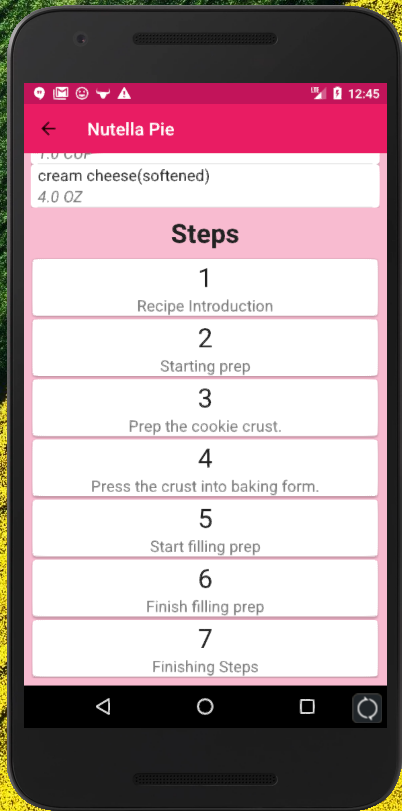 LTE 12:45
Nutella Pie
1.0 CUP
cream cheese(softened)
4.0 OZ
Steps
1
Recipe Introduction
2
Starting prep
3
Prep the cookie crust.
4
Press the crust into baking form.
5
Start filling prep
6
Finish filling prep
7
Finishing Steps